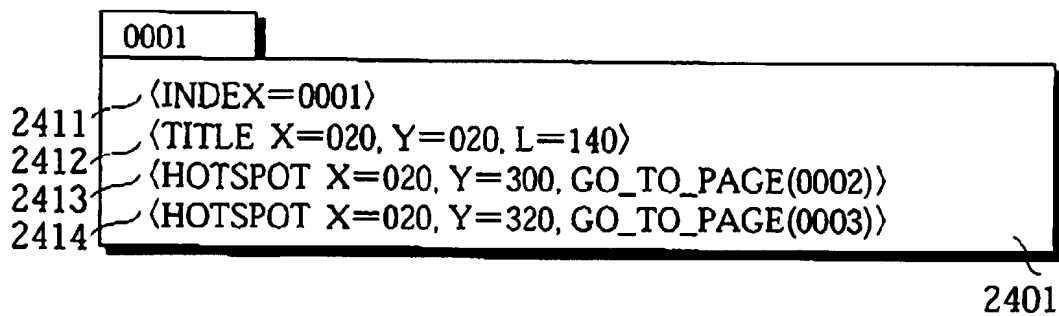 0001
2411 〈INDEX=0001〉
2412 〈TITLE X=020, Y=020, L=140〉
2413 〈HOTSPOT X=020, Y=300, GO_TO_PAGE(0002)〉
2414 〈HOTSPOT X=020, Y=320, GO_TO_PAGE(0003)〉
2401